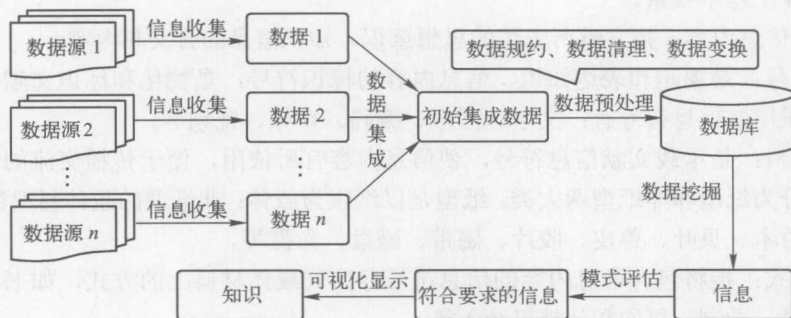 数据源1
信息收集
数据1
数据规约、数据清理、数据变换
数据源2
信息收集
数据2
数据集成
初始集成数据
数据预处理
数据库
数据源n
信息收集
数据n
数据挖掘
信息
模式评估
符合要求的信息
可视化显示
知识